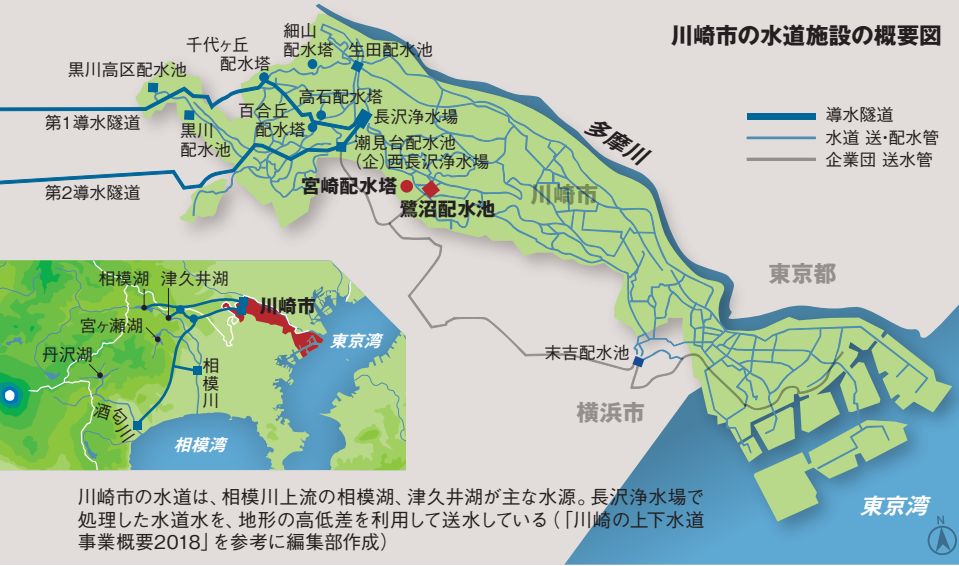 川崎市の水道施設の概要図
導水隧道
水道 送・配水管
企業団 送水管
細山
配水塔
千代ヶ丘
配水塔
生田配水池
黒川高区配水池
高石配水塔
百合丘
配水塔
長沢浄水場
第1導水隧道
黒川
配水池
潮見台配水池
(企)西長沢浄水場
多摩川
第2導水隧道
宮崎配水塔
鷺沼配水池
川崎市
東京都
末吉配水池
横浜市
東京湾
N
相模湖
津久井湖
川崎市
宮ヶ瀬湖
東京湾
丹沢湖
相模川
酒匂川
相模湾
川崎市の水道は、相模川上流の相模湖、津久井湖が主な水源。長沢浄水場で
処理した水道水を、地形の高低差を利用して送水している(「川崎の上下水道
事業概要2018」を参考に編集部作成)